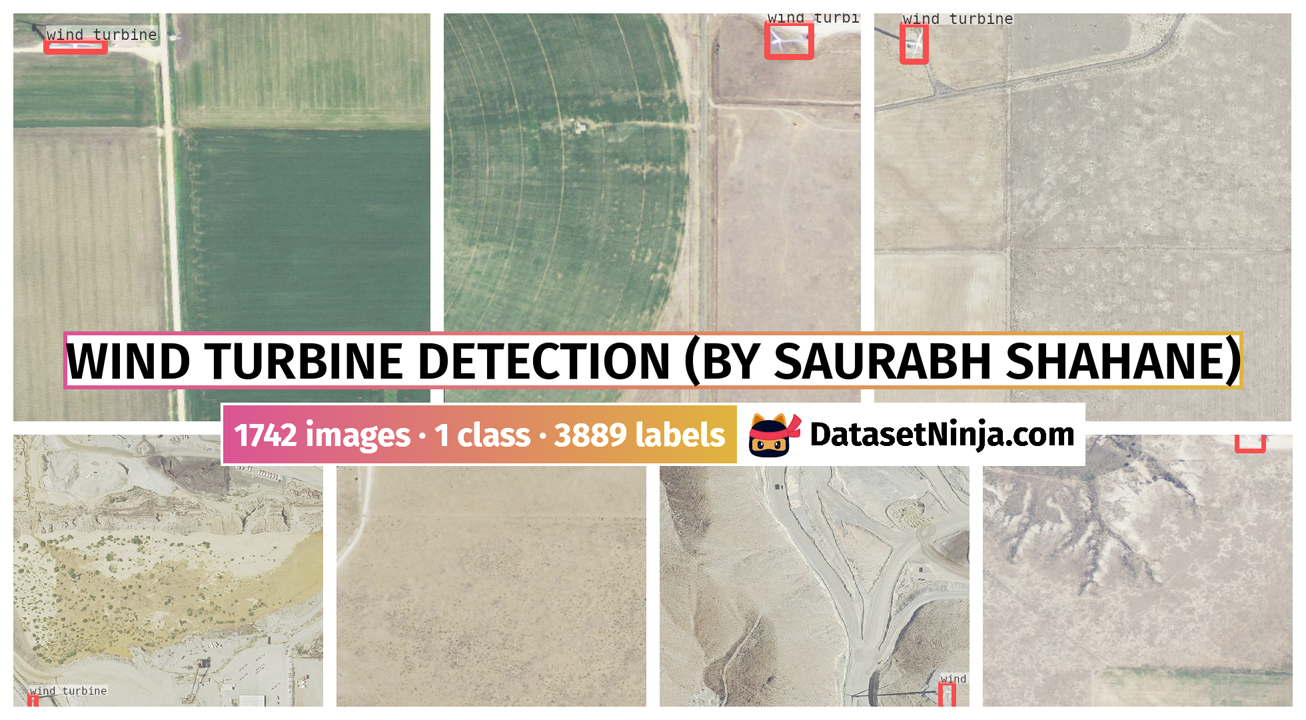 wind turbine
wind turbi
wind turbine
WIND TURBINE DETECTION (BY SAURABH SHAHANE)
1742 images · 1 class · 3889 labels
DatasetNinja.com
wind turbine
wind